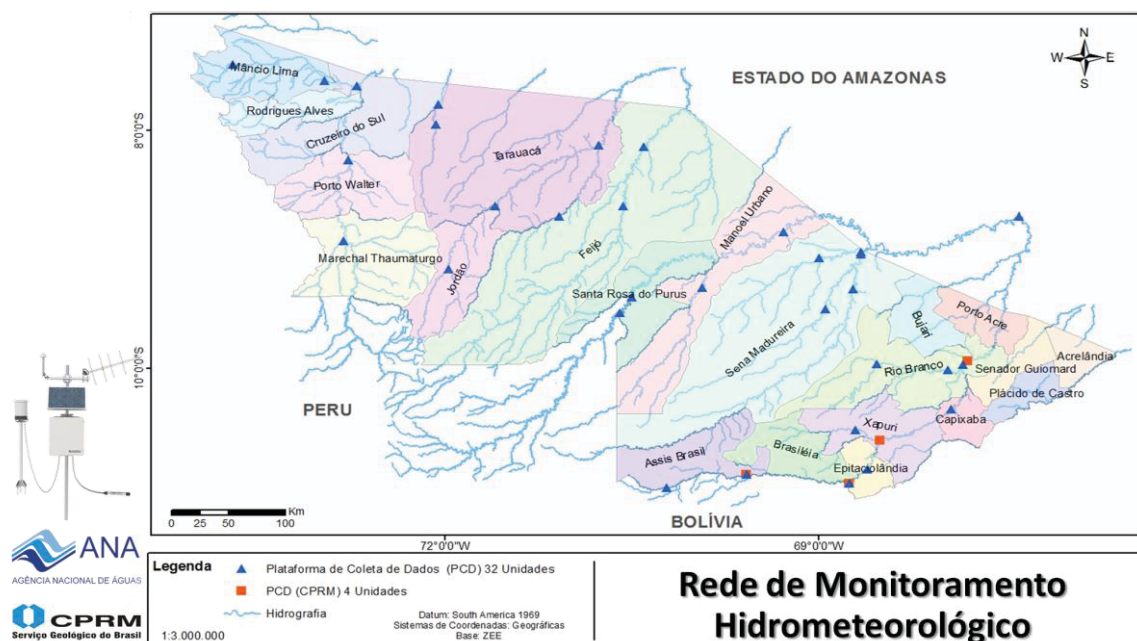 N
W E
S
ESTADO DO AMAZONAS
Mâncio Lima
Rodrigues Alves
8°0'0"S
Cruzeiro do Sul
Tarauacá
Porto Walter
Manoel Urbano
Feijó
Marechal Thaumaturgo
Jordão
Santa Rosa do Purus
Sena Madureira
Bujari
Porto Acre
Acrelândia
10°0'0"S
Rio Branco
Senador Guiomard
Plácido de Castro
PERU
Capixaba
Xapuri
Brasiléia
Assis Brasil
Epitaciolândia
Km
0 25 50 100
BOLÍVIA
72°0'0"W
69°0'0"W
ANA
AGÊNCIA NACIONAL DE ÁGUAS
CPRM
Serviço Geológico do Brasil
Legenda
Plataforma de Coleta de Dados (PCD) 32 Unidades
PCD (CPRM) 4 Unidades
Hidrografia
Datum: South America 1969
Sistemas de Coordenadas: Geográficas
Base: ZEE
1:3.000.000
Rede de Monitoramento
Hidrometeorológico